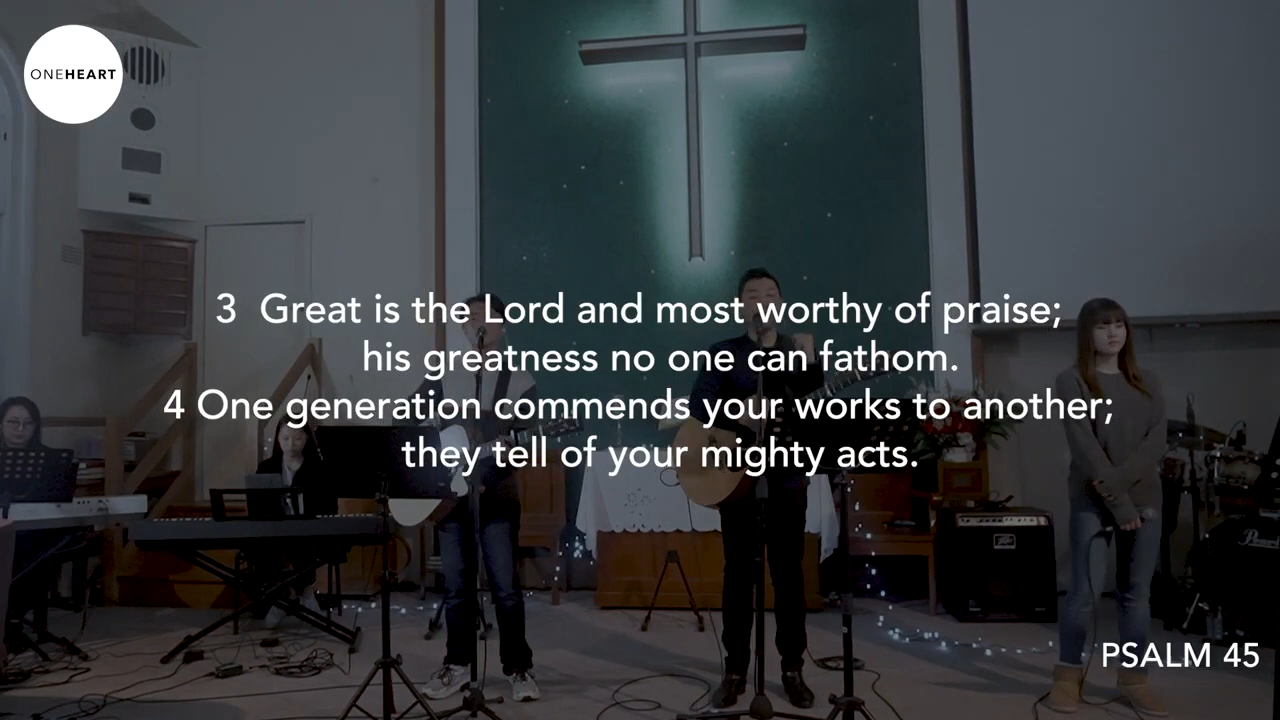 ONEHEART
3 Great is the Lord and most worthy of praise;
his greatness no one can fathom.
4 One generation commends your works to another;
they tell of your mighty acts.
PSALM 45